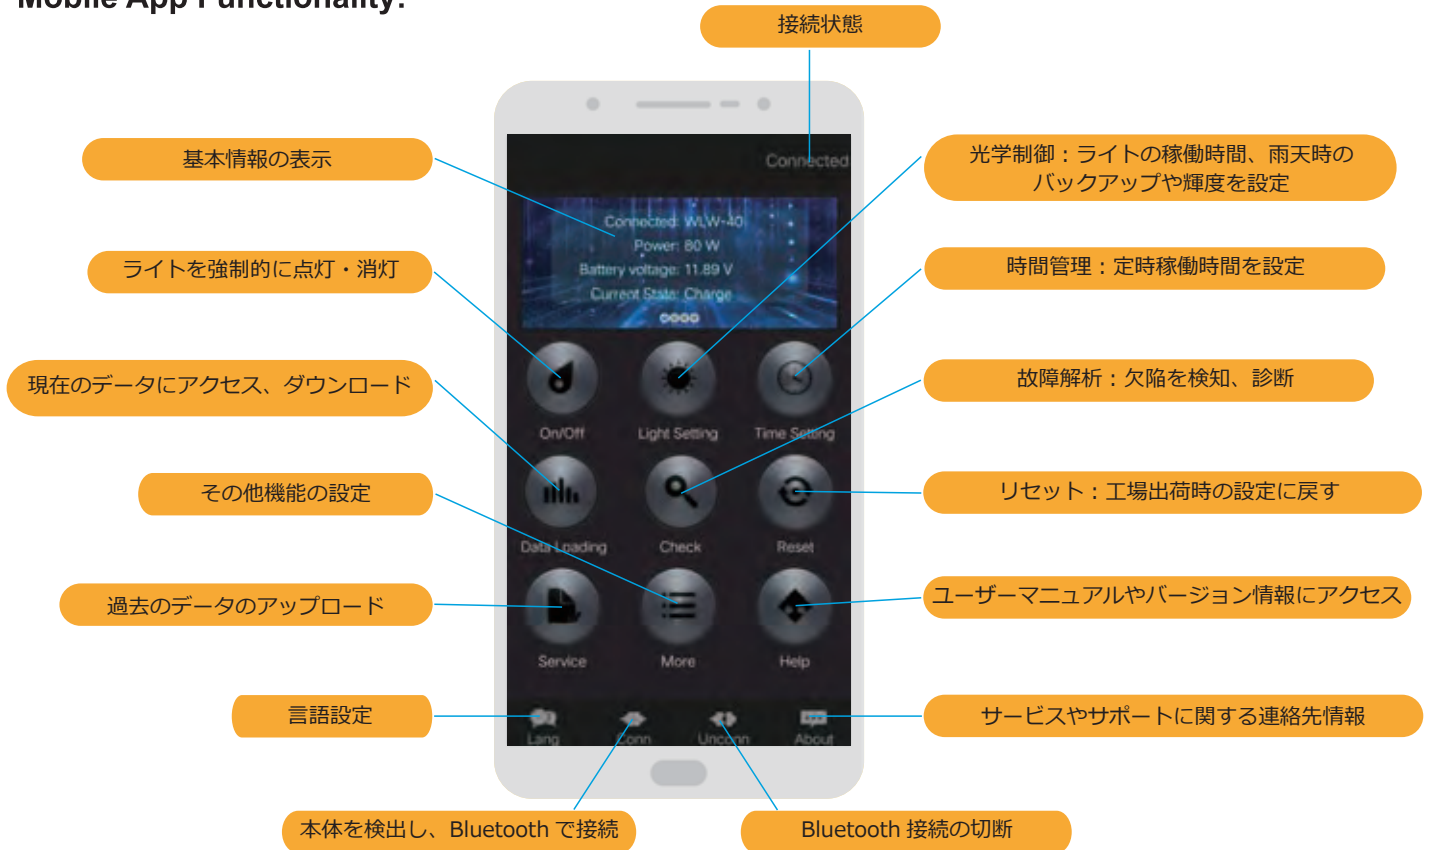 Mobile App Functionality:
接続状態
基本情報の表示
光学制御：ライトの稼働時間、雨天時の
バックアップや輝度を設定
ライトを強制的に点灯・消灯
時間管理：定時稼働時間を設定
現在のデータにアクセス、ダウンロード
故障解析：欠陥を検知、診断
その他機能の設定
リセット：工場出荷時の設定に戻す
過去のデータのアップロード
ユーザーマニュアルやバージョン情報にアクセス
言語設定
サービスやサポートに関する連絡先情報
本体を検出し、Bluetooth で接続
Bluetooth 接続の切断
Connected
Connected: WLW-40
Power: 80 W
Battery voltage: 11.89 V
Current State: Charge
On/Off
Light Setting
Time Setting
Data Loading
Check
Reset
Service
More
Help
Lang
Conn
Unconn
About